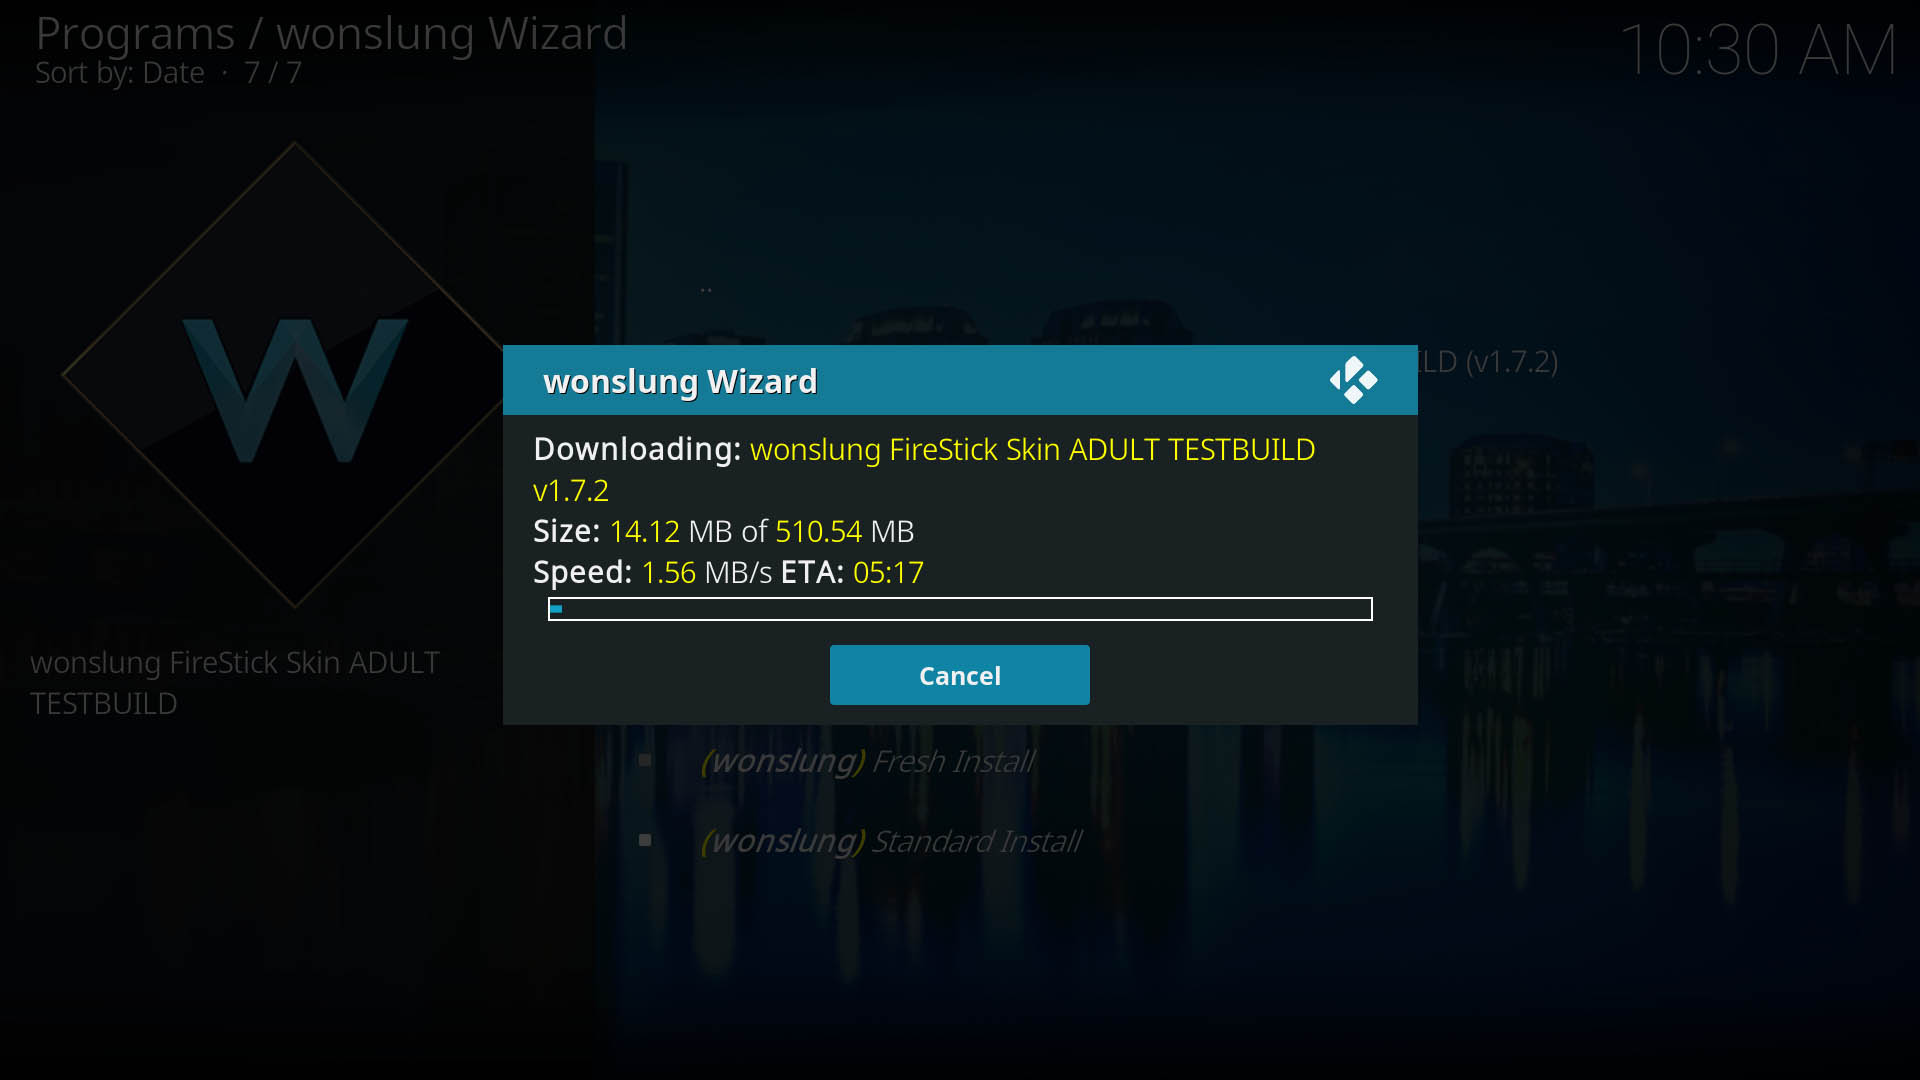 Programs / wonslung Wizard
Sort by: Date · 7 / 7
10:30 AM
..
LD (v1.7.2)
W
wonslung Wizard
Downloading: wonslung FireStick Skin ADULT TESTBUILD
v1.7.2
Size: 14.12 MB of 510.54 MB
Speed: 1.56 MB/s ETA: 05:17
Cancel
wonslung FireStick Skin ADULT
TESTBUILD
(wonslung) Fresh Install
(wonslung) Standard Install